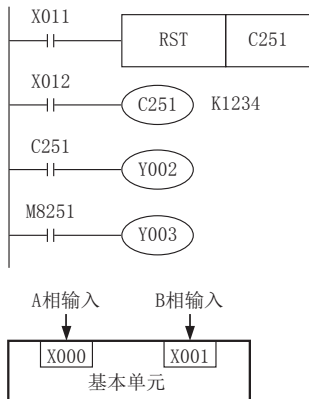 X011
RST C251
X012
C251 K1234
C251
Y002
M8251
Y003
A相输入 B相输入
X000 X001
基本单元